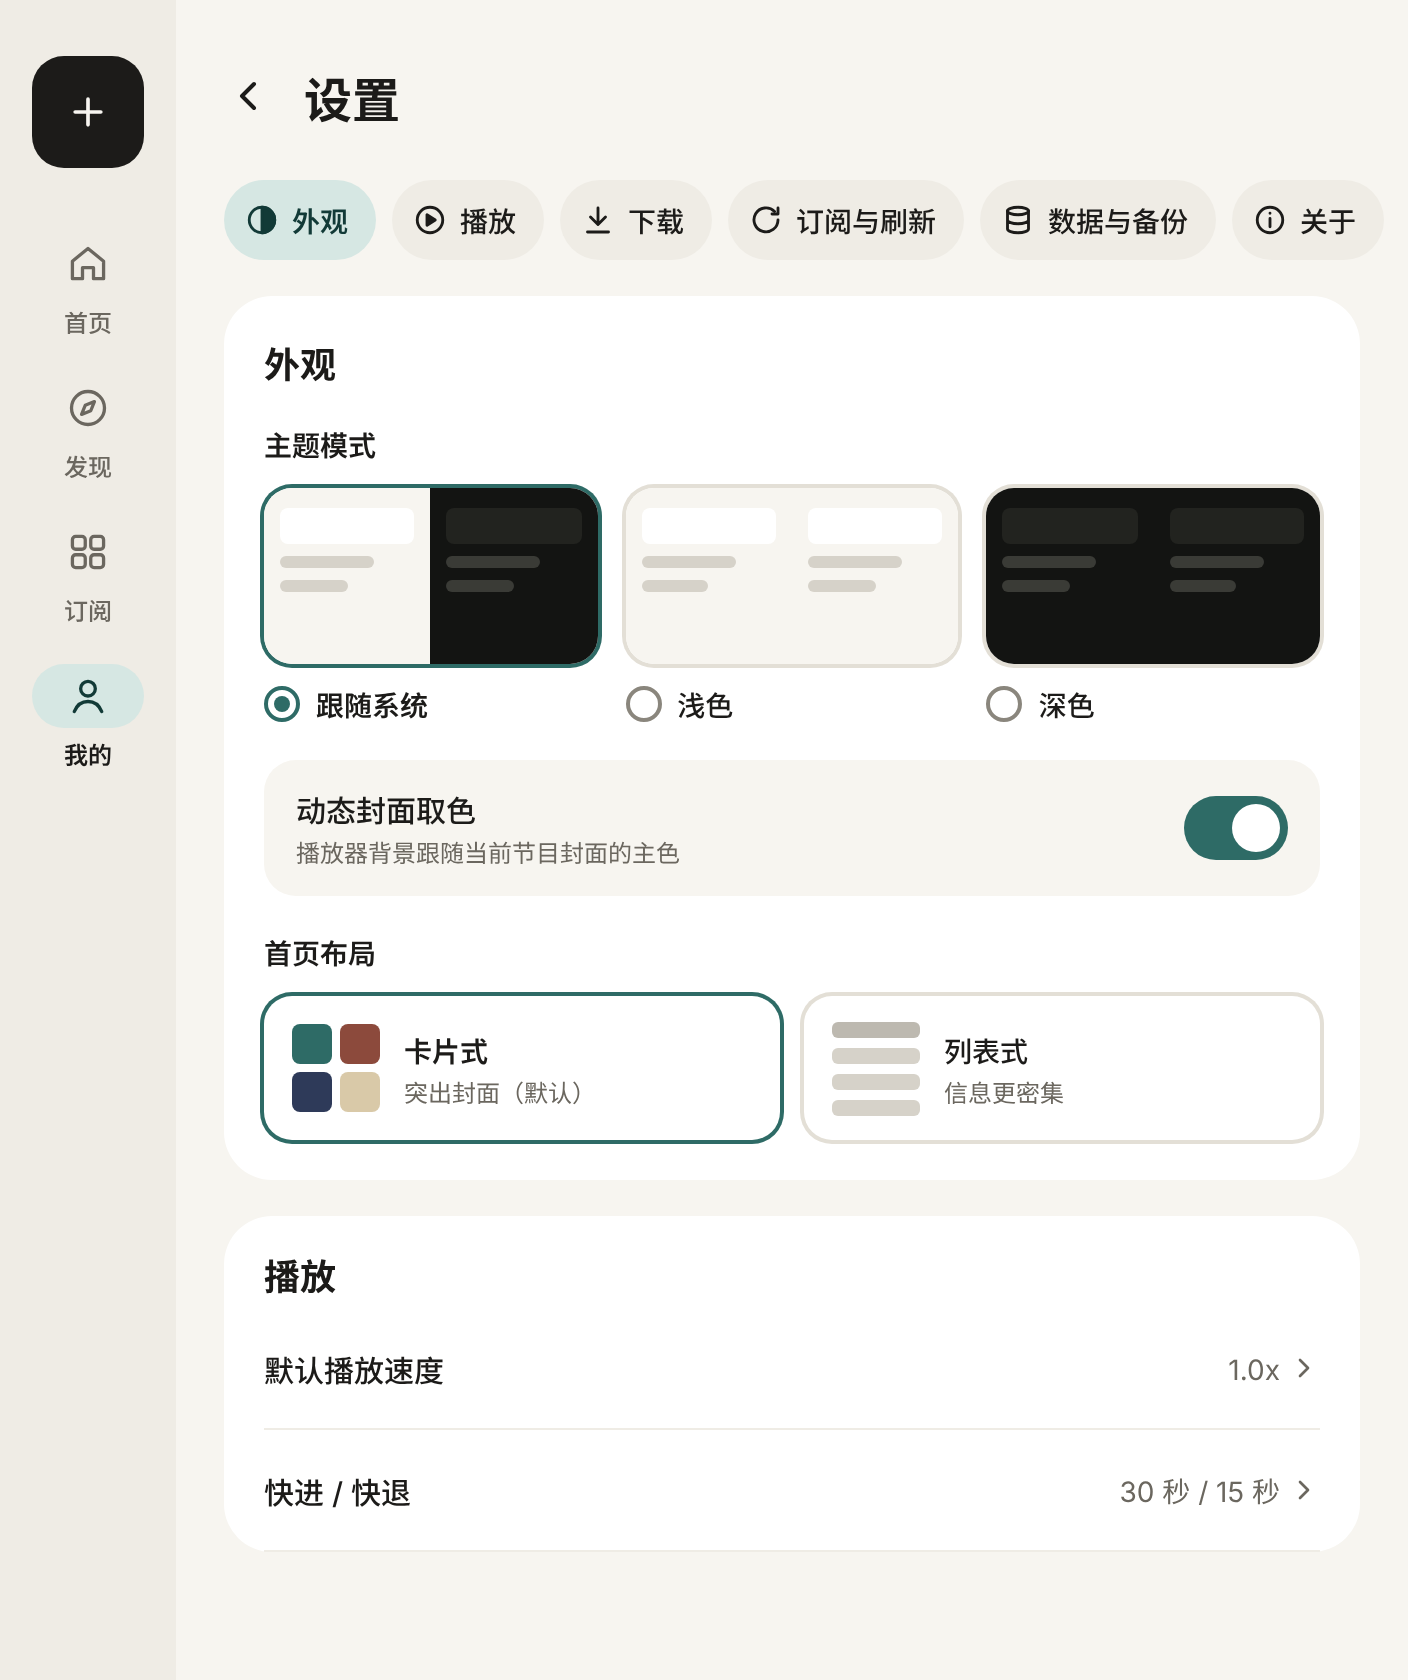 设置
外观
播放
下载
订阅与刷新
数据与备份
关于
首页
发现
订阅
我的
外观
主题模式
跟随系统
浅色
深色
动态封面取色
播放器背景跟随当前节目封面的主色
首页布局
卡片式
突出封面（默认）
列表式
信息更密集
播放
默认播放速度
1.0x
快进 / 快退
30 秒 / 15 秒